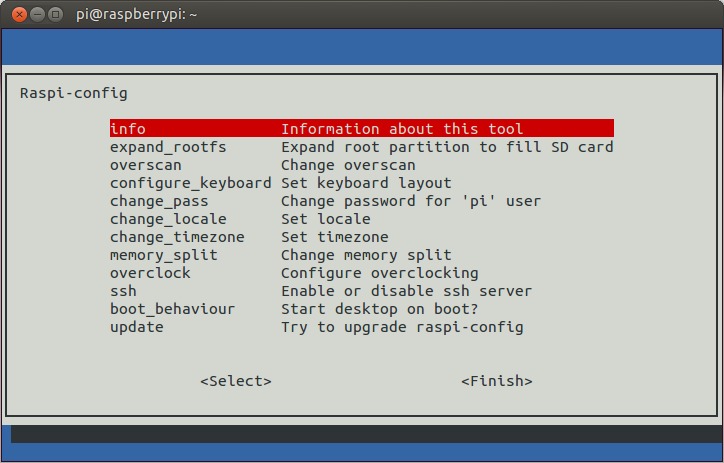 pi@raspberrypi: ~
Raspi-config
info Information about this tool
expand_rootfs Expand root partition to fill SD card
overscan Change overscan
configure_keyboard Set keyboard layout
change_pass Change password for 'pi' user
change_locale Set locale
change_timezone Set timezone
memory_split Change memory split
overclock Configure overclocking
ssh Enable or disable ssh server
boot_behaviour Start desktop on boot?
update Try to upgrade raspi-config
<Select> <Finish>